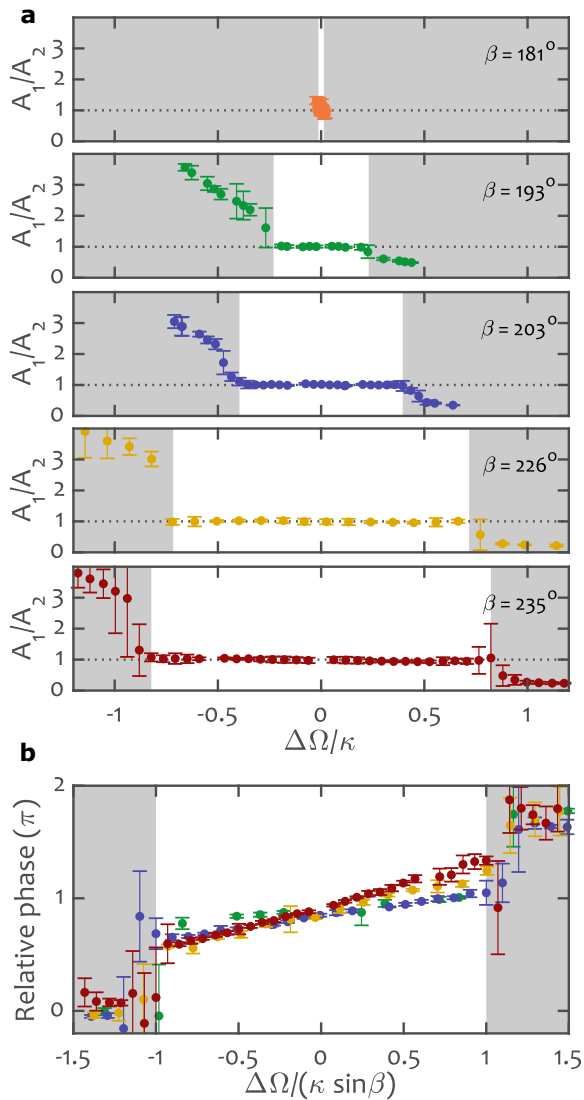 a
3
2
1
0
A₁/A₂
β = 181°
3
2
1
0
A₁/A₂
β = 193°
3
2
1
0
A₁/A₂
β = 203°
3
2
1
0
A₁/A₂
β = 226°
3
2
1
0
A₁/A₂
β = 235°
-1 -0.5 0 0.5 1
ΔΩ/κ
b
2
1
0
Relative phase (π)
-1.5 -1 -0.5 0 0.5 1 1.5
ΔΩ/(κ sinβ)